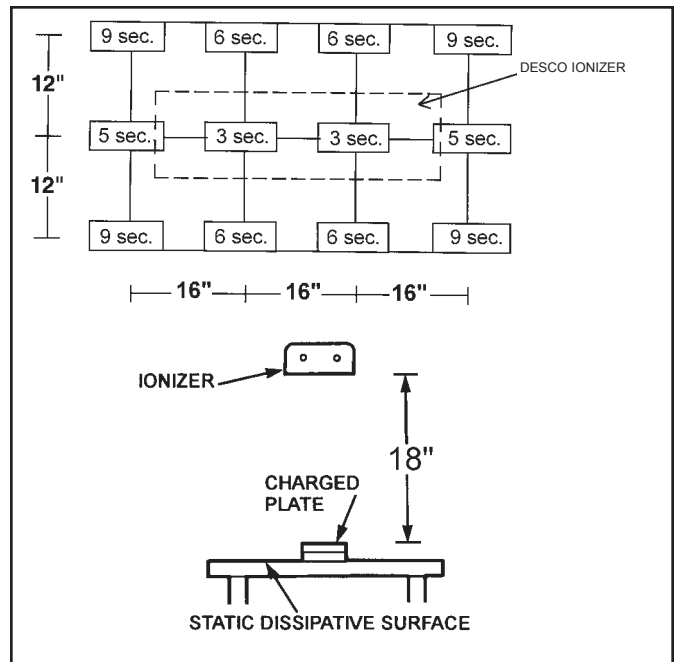 9 sec. 6 sec. 6 sec. 9 sec.
DESCO IONIZER
12"
5 sec. 3 sec. 3 sec. 5 sec.
12"
9 sec. 6 sec. 6 sec. 9 sec.
16" 16" 16"
IONIZER
18"
CHARGED
PLATE
STATIC DISSIPATIVE SURFACE